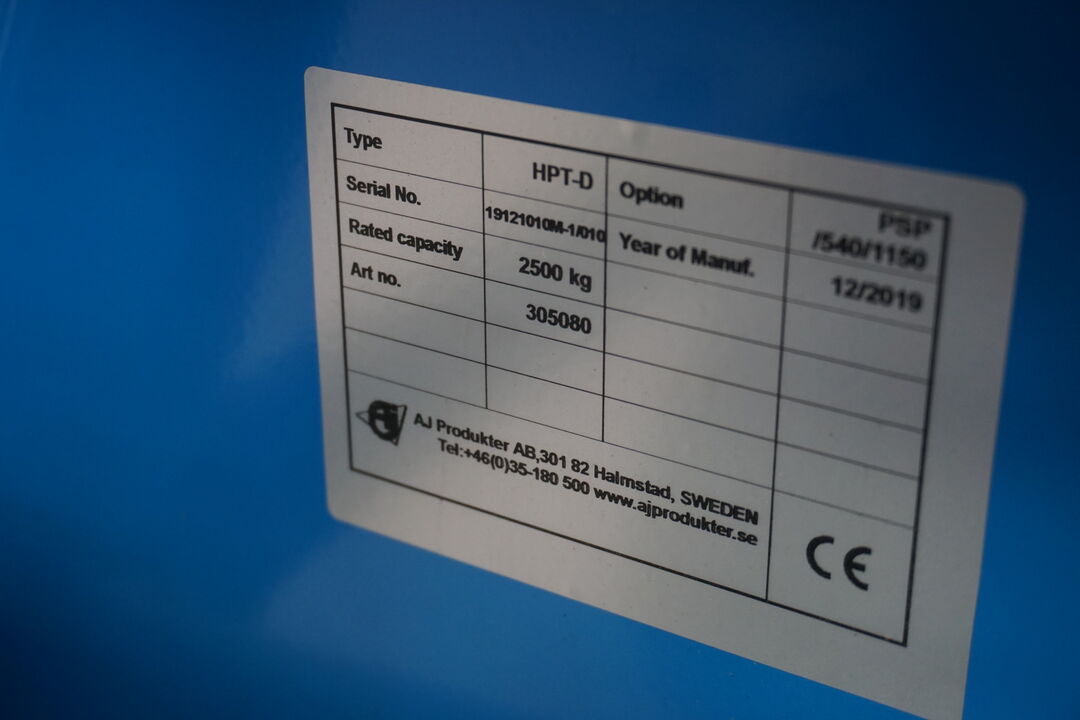 Type HPT-D Option PSP
/540/1150
Serial No. 19121010M-1/010 Year of Manuf. 12/2019
Rated capacity 2500 kg
Art no. 305080
AJ AJ Produkter AB,301 82 Halmstad, SWEDEN
Tel:+46(0)35-180 500 www.ajprodukter.se
CE